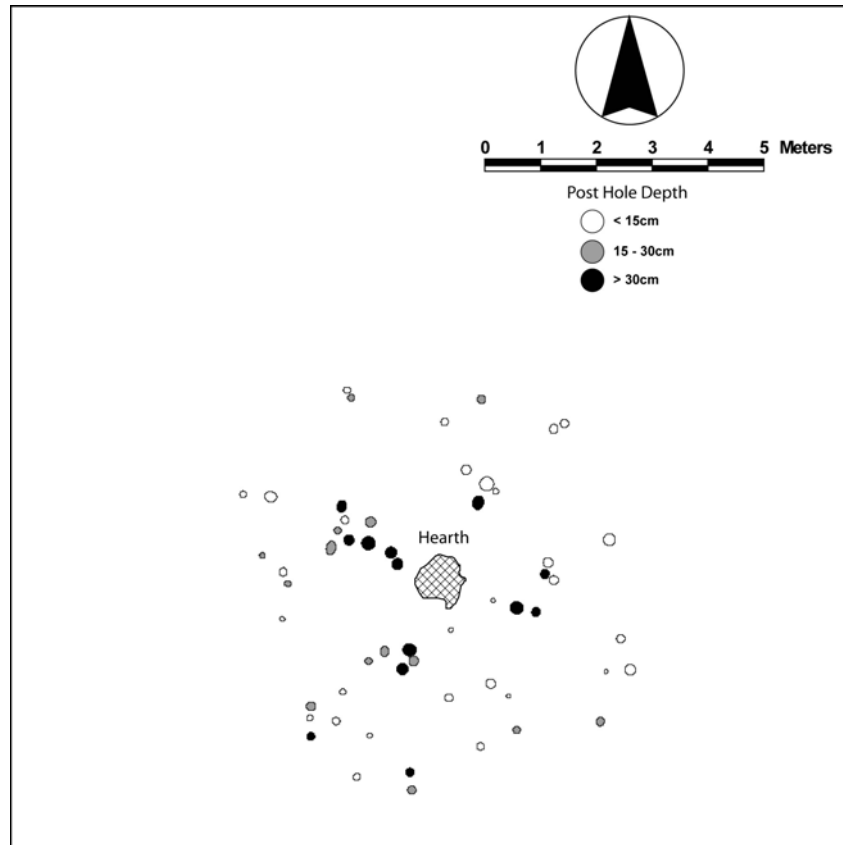 0 1 2 3 4 5 Meters
Post Hole Depth
< 15cm
15 - 30cm
> 30cm
Hearth